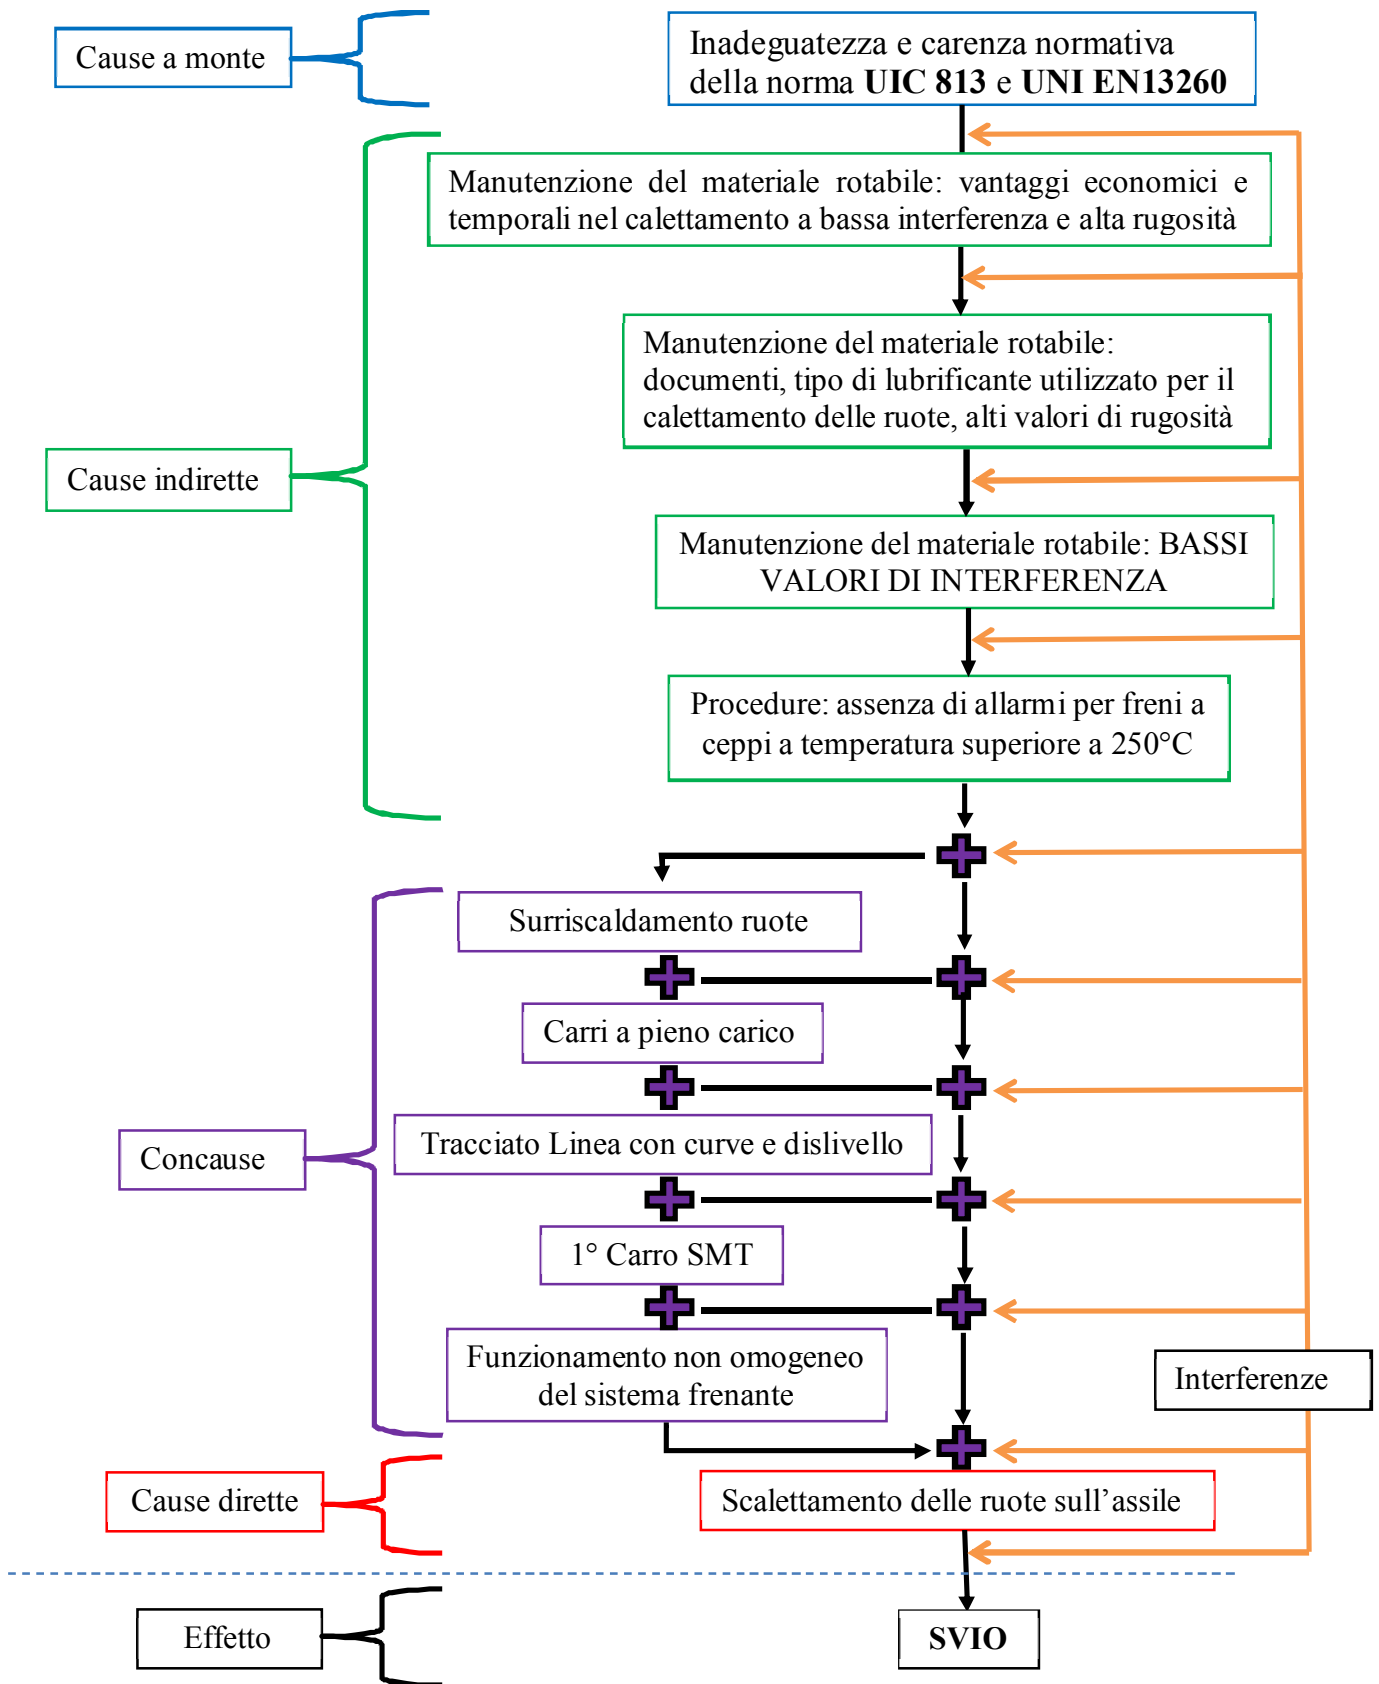 Cause a monte
Inadeguatezza e carenza normativa
della norma UIC 813 e UNI EN13260
Manutenzione del materiale rotabile: vantaggi economici e
temporali nel calettamento a bassa interferenza e alta rugosità
Manutenzione del materiale rotabile:
documenti, tipo di lubrificante utilizzato per il
calettamento delle ruote, alti valori di rugosità
Cause indirette
Manutenzione del materiale rotabile: BASSI
VALORI DI INTERFERENZA
Procedure: assenza di allarmi per freni a
ceppi a temperatura superiore a 250°C
Surriscaldamento ruote
Carri a pieno carico
Concause
Tracciato Linea con curve e dislivello
1° Carro SMT
Funzionamento non omogeneo
del sistema frenante
Interferenze
Cause dirette
Scalettamento delle ruote sull’assile
Effetto
SVIO